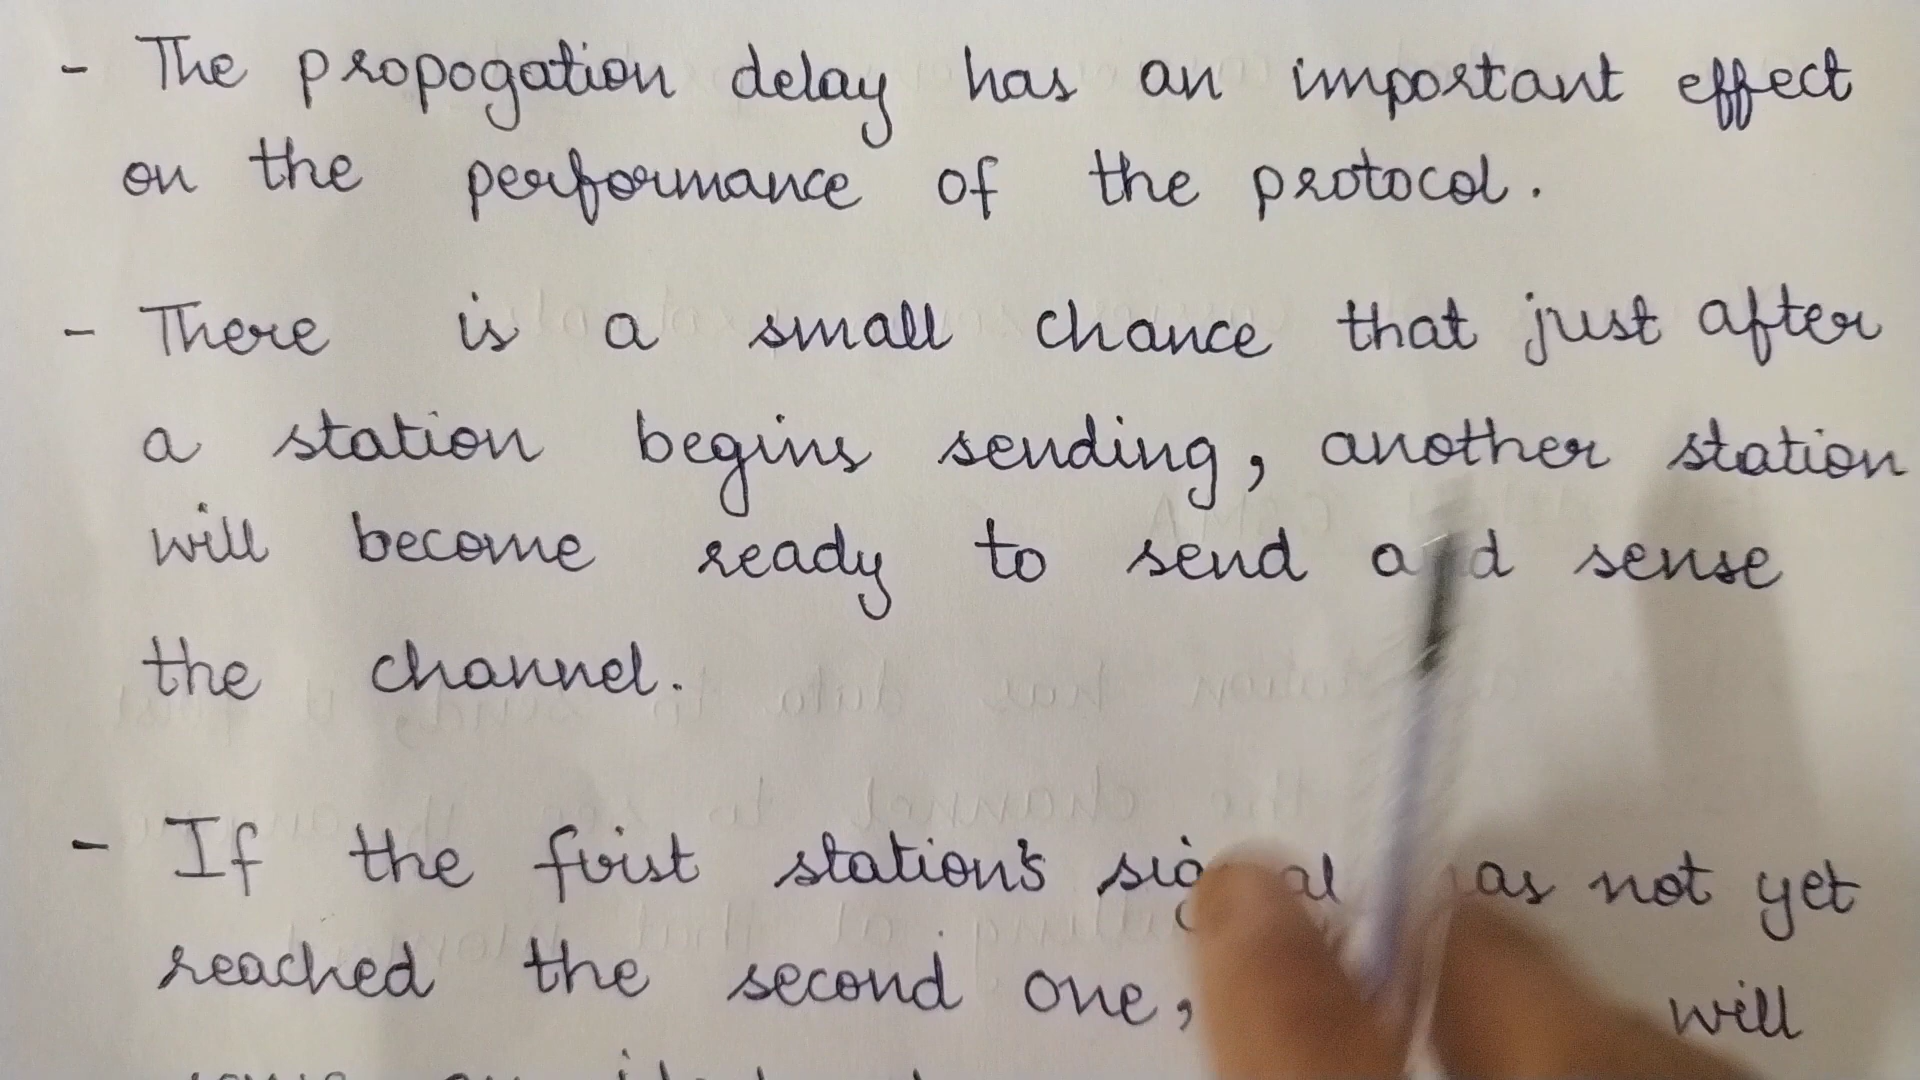 - The propogation delay has an important effect
on the performance of the protocol.
- There is a small chance that just after
a station begins sending, another station
will become ready to send and sense
the channel.
- If the first station's signal has not yet
reached the second one, will